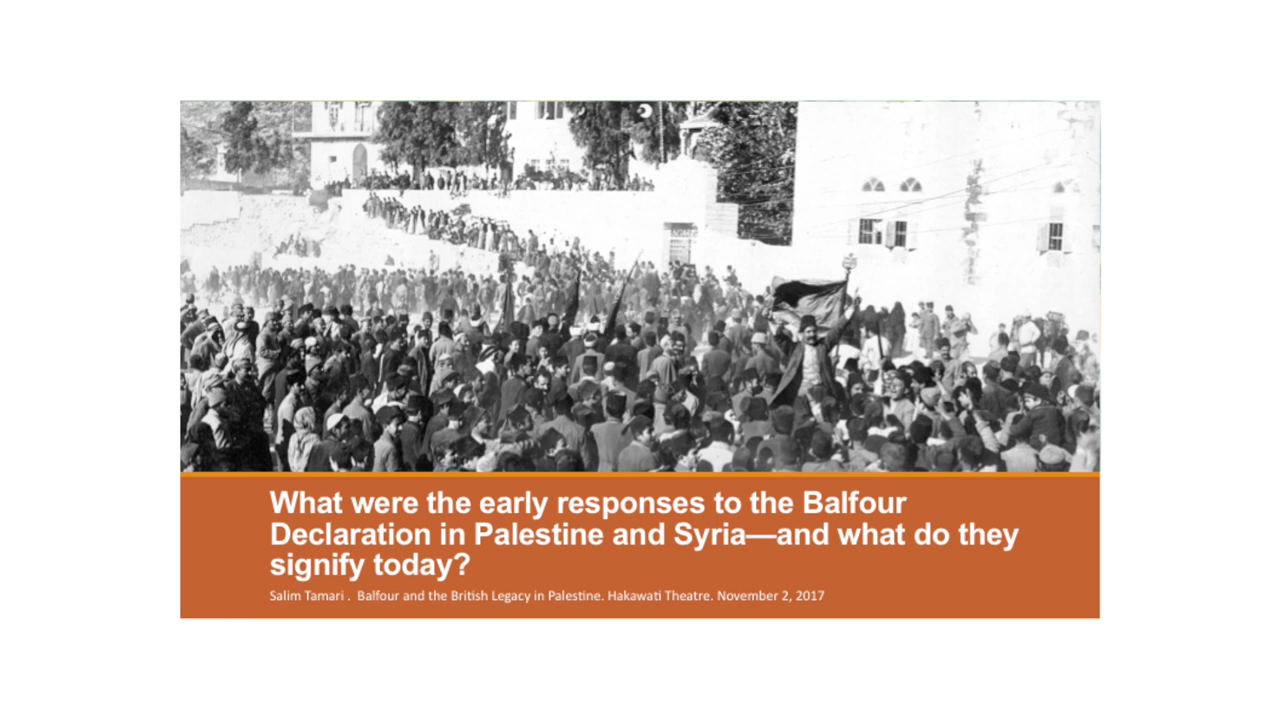 What were the early responses to the Balfour
Declaration in Palestine and Syria—and what do they
signify today?
Salim Tamari . Balfour and the British Legacy in Palestine. Hakawati Theatre. November 2, 2017